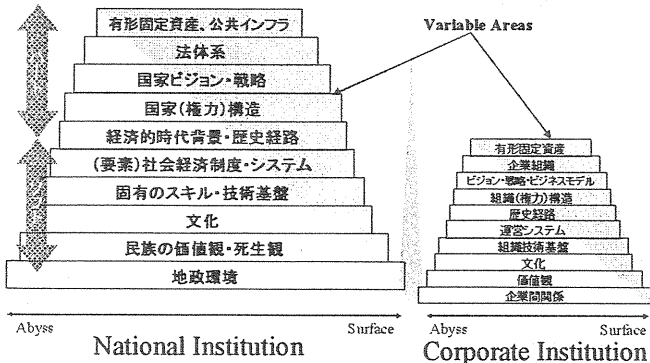 有形固定資産、公共インフラ
法体系
国家ビジョン・戦略
国家(権力)構造
経済的時代背景・歴史経路
(要素)社会経済制度・システム
固有のスキル・技術基盤
文化
民族の価値観・死生観
地政環境
Abyss
Surface
National Institution
Variable Areas
有形固定資産
企業組織
ビジョン・戦略・ビジネスモデル
組織(権力)構造
歴史経路
運営システム
組織技術基盤
文化
価値観
企業間関係
Abyss
Surface
Corporate Institution